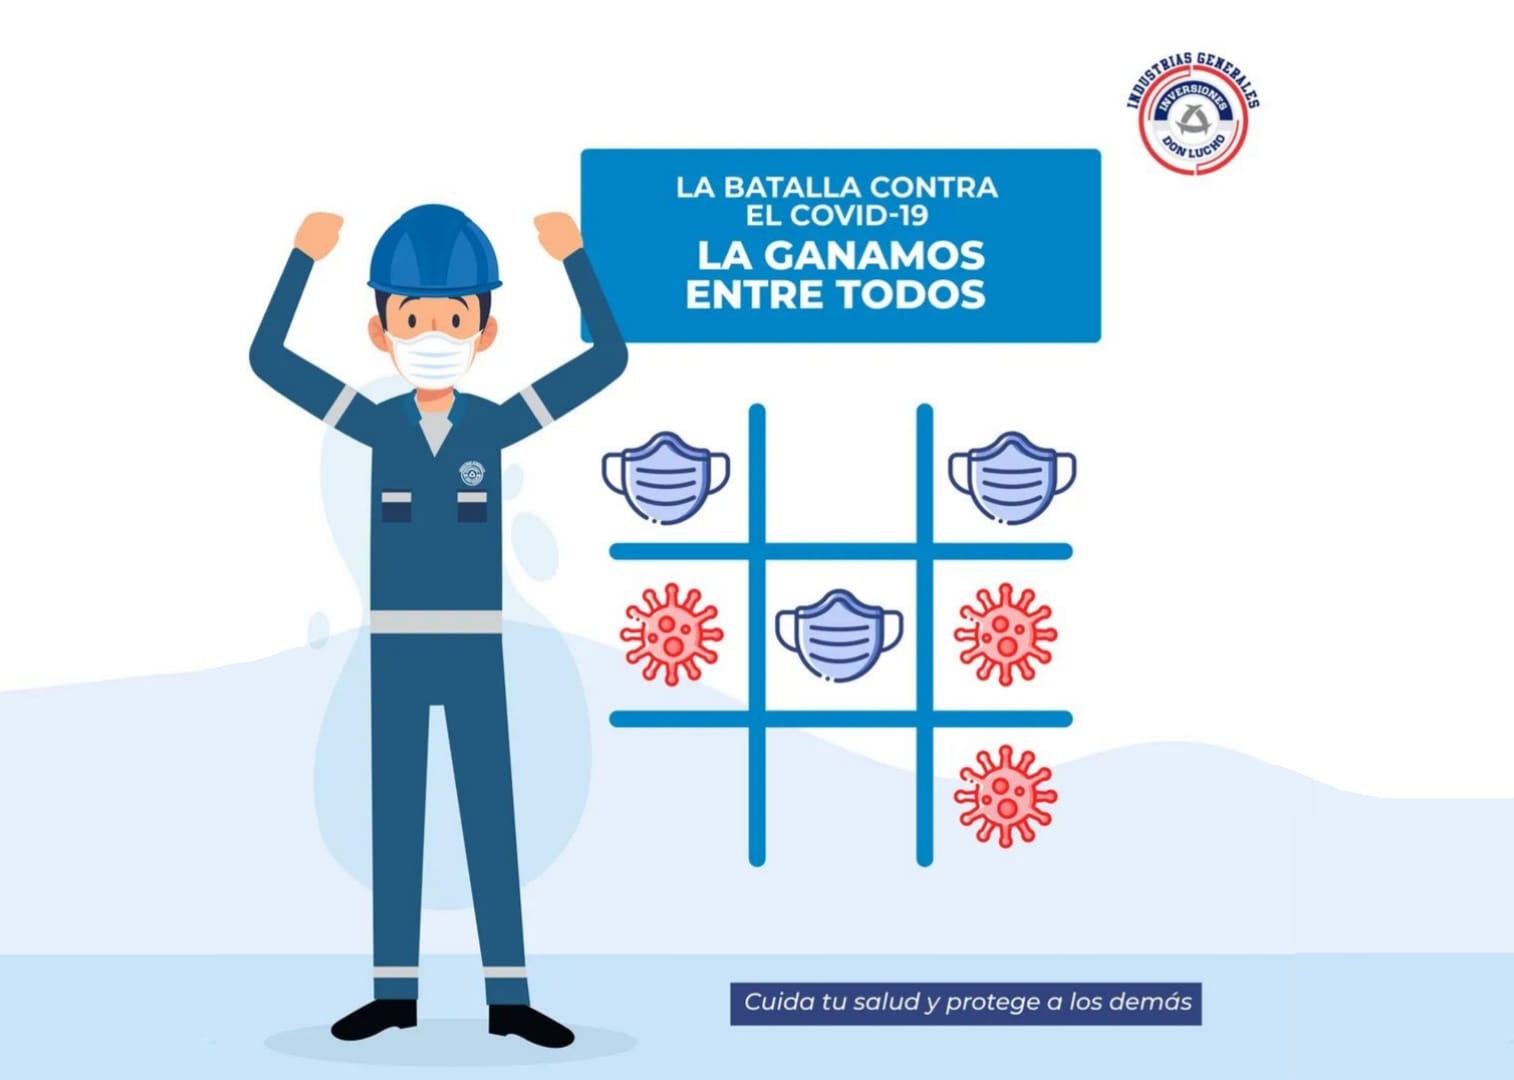 INDUSTRIAS GENERALES
INVERSIONES
DON LUCHO
LA BATALLA CONTRA
EL COVID-19
LA GANAMOS
ENTRE TODOS
Cuida tu salud y protege a los demás